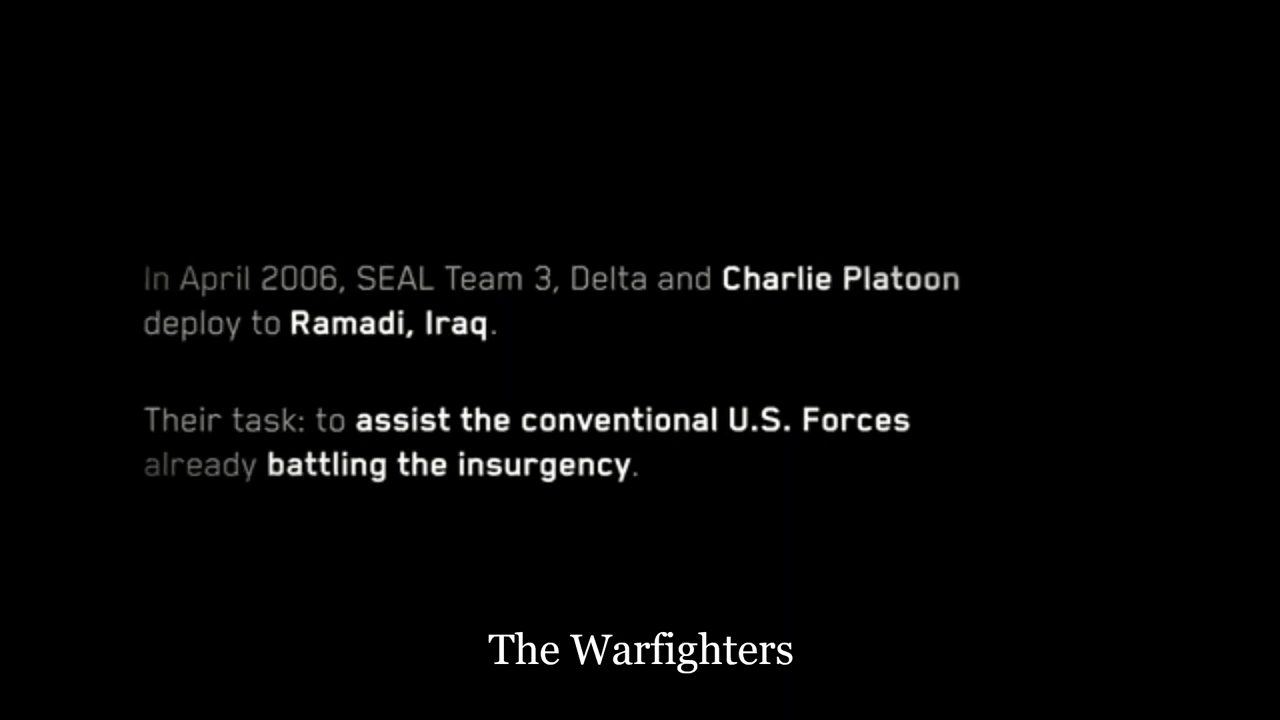 In April 2006, SEAL Team 3, Delta and Charlie Platoon
deploy to Ramadi, Iraq.
Their task: to assist the conventional U.S. Forces
already battling the insurgency.
The Warfighters